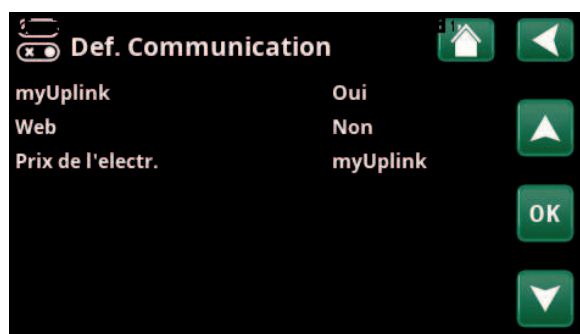 Def. Communication
myUplink Oui
Web Non
Prix de l'electr. myUplink
OK